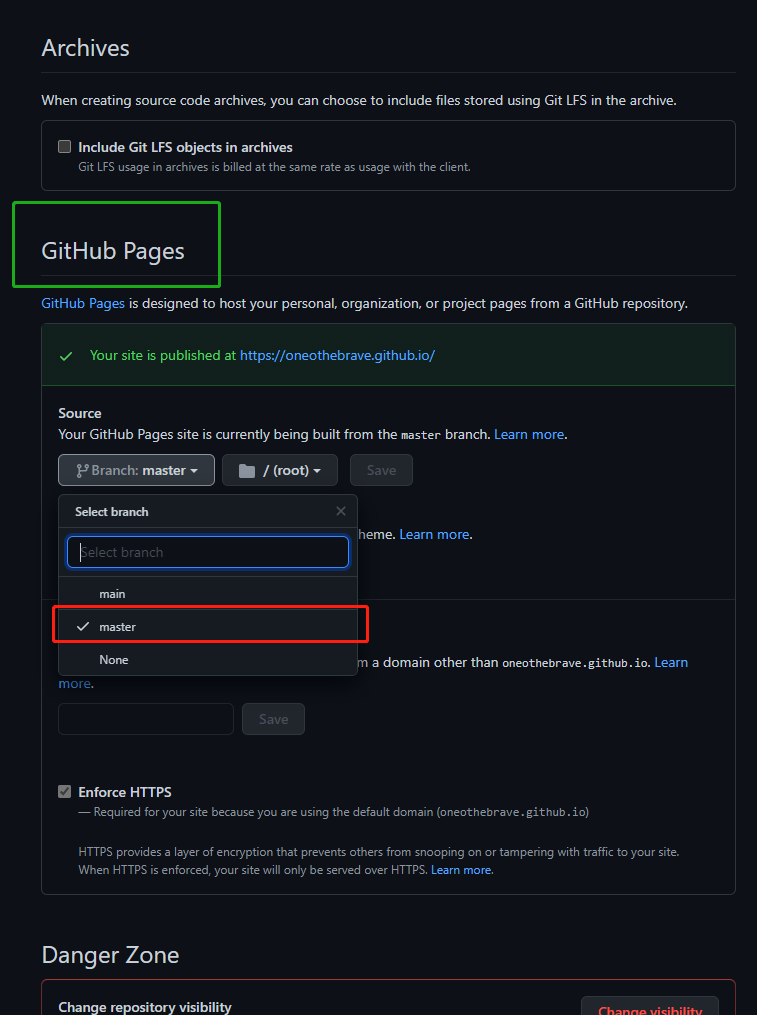 Archives
When creating source code archives, you can choose to include files stored using Git LFS in the archive.
Include Git LFS objects in archives
Git LFS usage in archives is billed at the same rate as usage with the client.
GitHub Pages
GitHub Pages is designed to host your personal, organization, or project pages from a GitHub repository.
Your site is published at https://oneothebrave.github.io/
Source
Your GitHub Pages site is currently being built from the master branch. Learn more.
Branch: master / (root) Save
Select branch
heme. Learn more.
Select branch
main
master
None
m a domain other than oneothebrave.github.io. Learn
more.
Save
Enforce HTTPS
— Required for your site because you are using the default domain (oneothebrave.github.io)
HTTPS provides a layer of encryption that prevents others from snooping on or tampering with traffic to your site.
When HTTPS is enforced, your site will only be served over HTTPS. Learn more.
Danger Zone
Change repository visibility
Change visibility